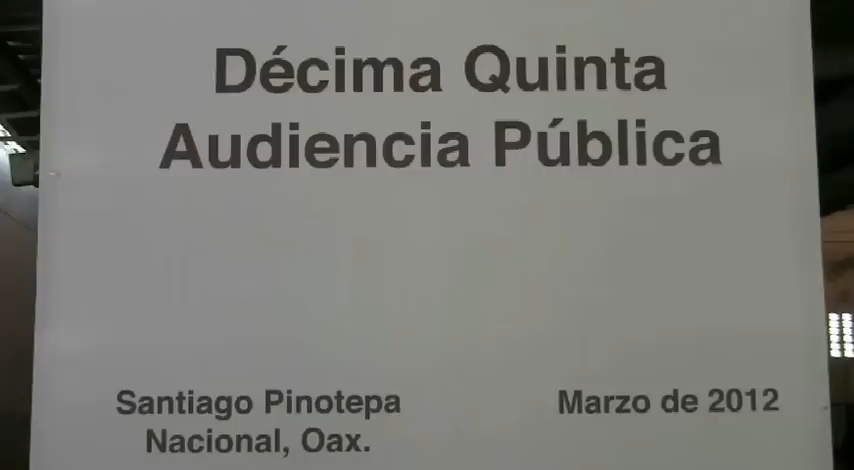 Décima Quinta
Audiencia Pública
Santiago Pinotepa
Nacional, Oax.
Marzo de 2012